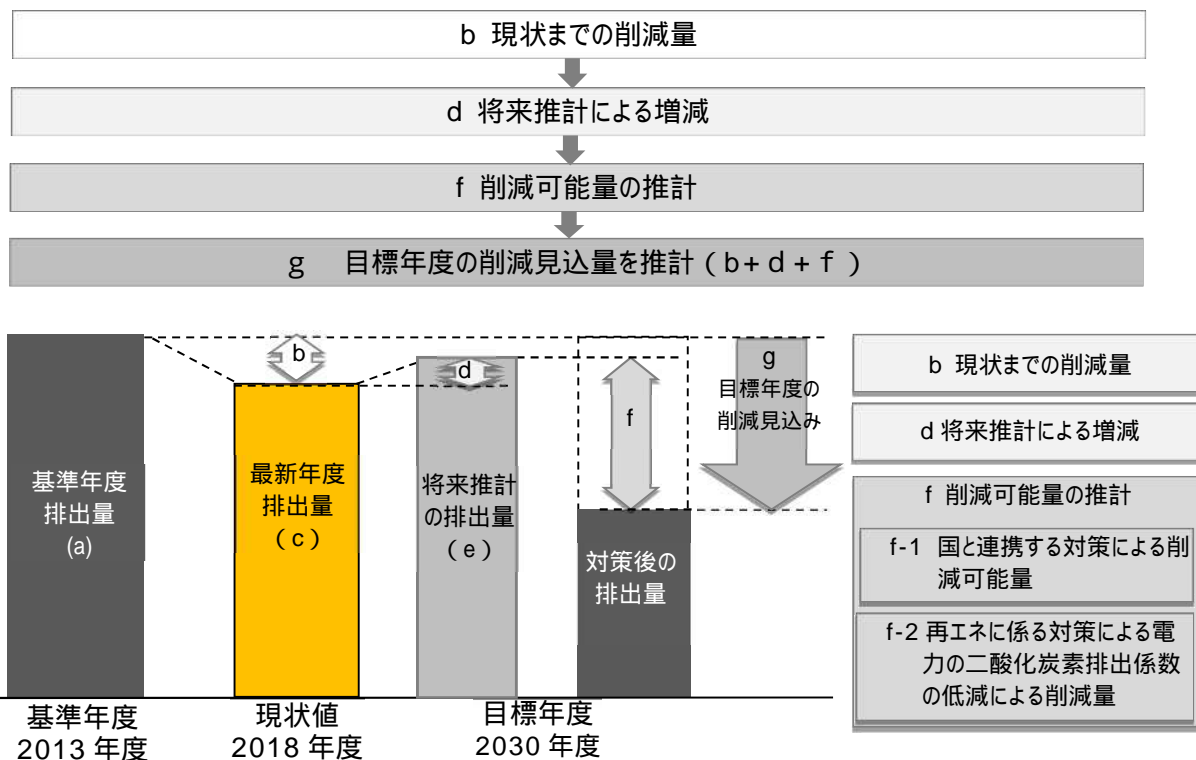 b 現状までの削減量
d 将来推計による増減
f 削減可能量の推計
g 目標年度の削減見込量を推計（b+d+f）
b
d
f
g
目標年度の
削減見込み
基準年度
排出量
(a)
最新年度
排出量
（c）
将来推計
の排出量
（e）
対策後の
排出量
基準年度
2013 年度
現状値
2018 年度
目標年度
2030 年度
b 現状までの削減量
d 将来推計による増減
f 削減可能量の推計
f-1 国と連携する対策による削
減可能量
f-2 再エネに係る対策による電
力の二酸化炭素排出係数
の低減による削減量